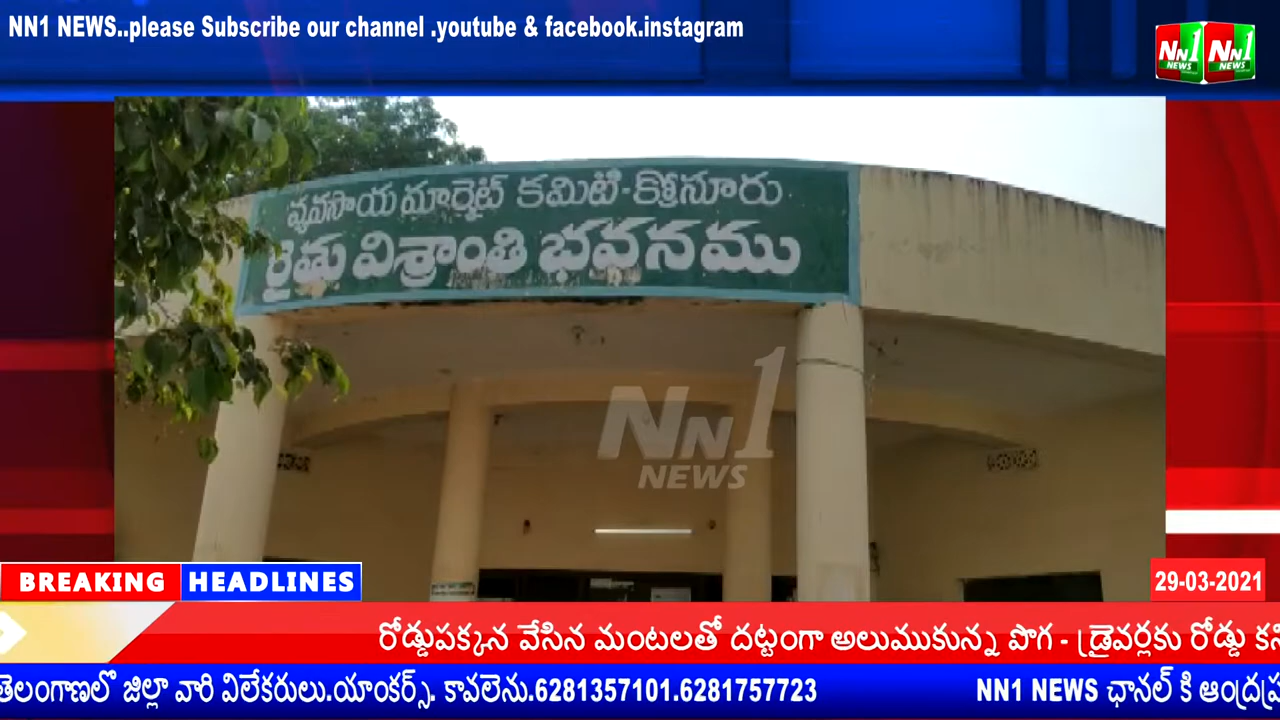 NN1 NEWS..please Subscribe our channel .youtube & facebook.instagram
NN1 NEWS
NN1 NEWS
వ్యవసాయ మార్కెట్ కమిటి-కోసూరు
రైతు విశ్రాంతి భవనము
NN1
NEWS
BREAKING HEADLINES
29-03-2021
రోడ్డుపక్కన వేసిన మంటలతో దట్టంగా అలుముకున్న పొగ - డ్రైవర్లకు రోడ్డు
తెలంగాణలొ జిల్లా వారి విలేకరులు.యాంకర్స్. కావలెను.6281357101.6281757723
NN1 NEWS ఛానల్ కి